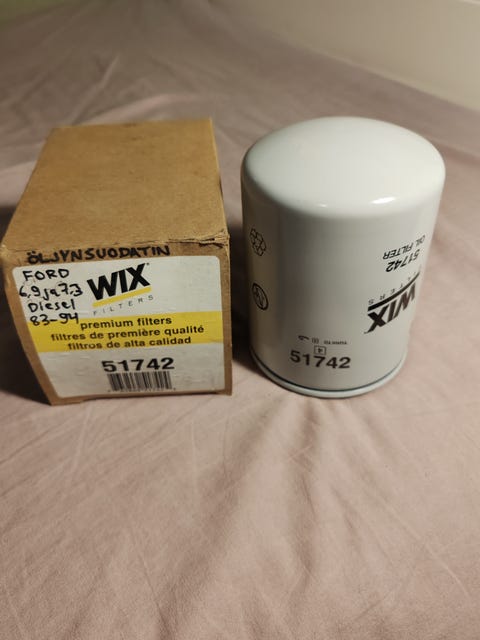 ÖLJYNSUODATIN
FORD
6,9 ja 7,3
Diesel
83-94
WIX
FILTERS
premium filters
filtres de première qualité
filtros de alta calidad
51742
51742
OIL FILTER
WIX
FILTERS
4
51742